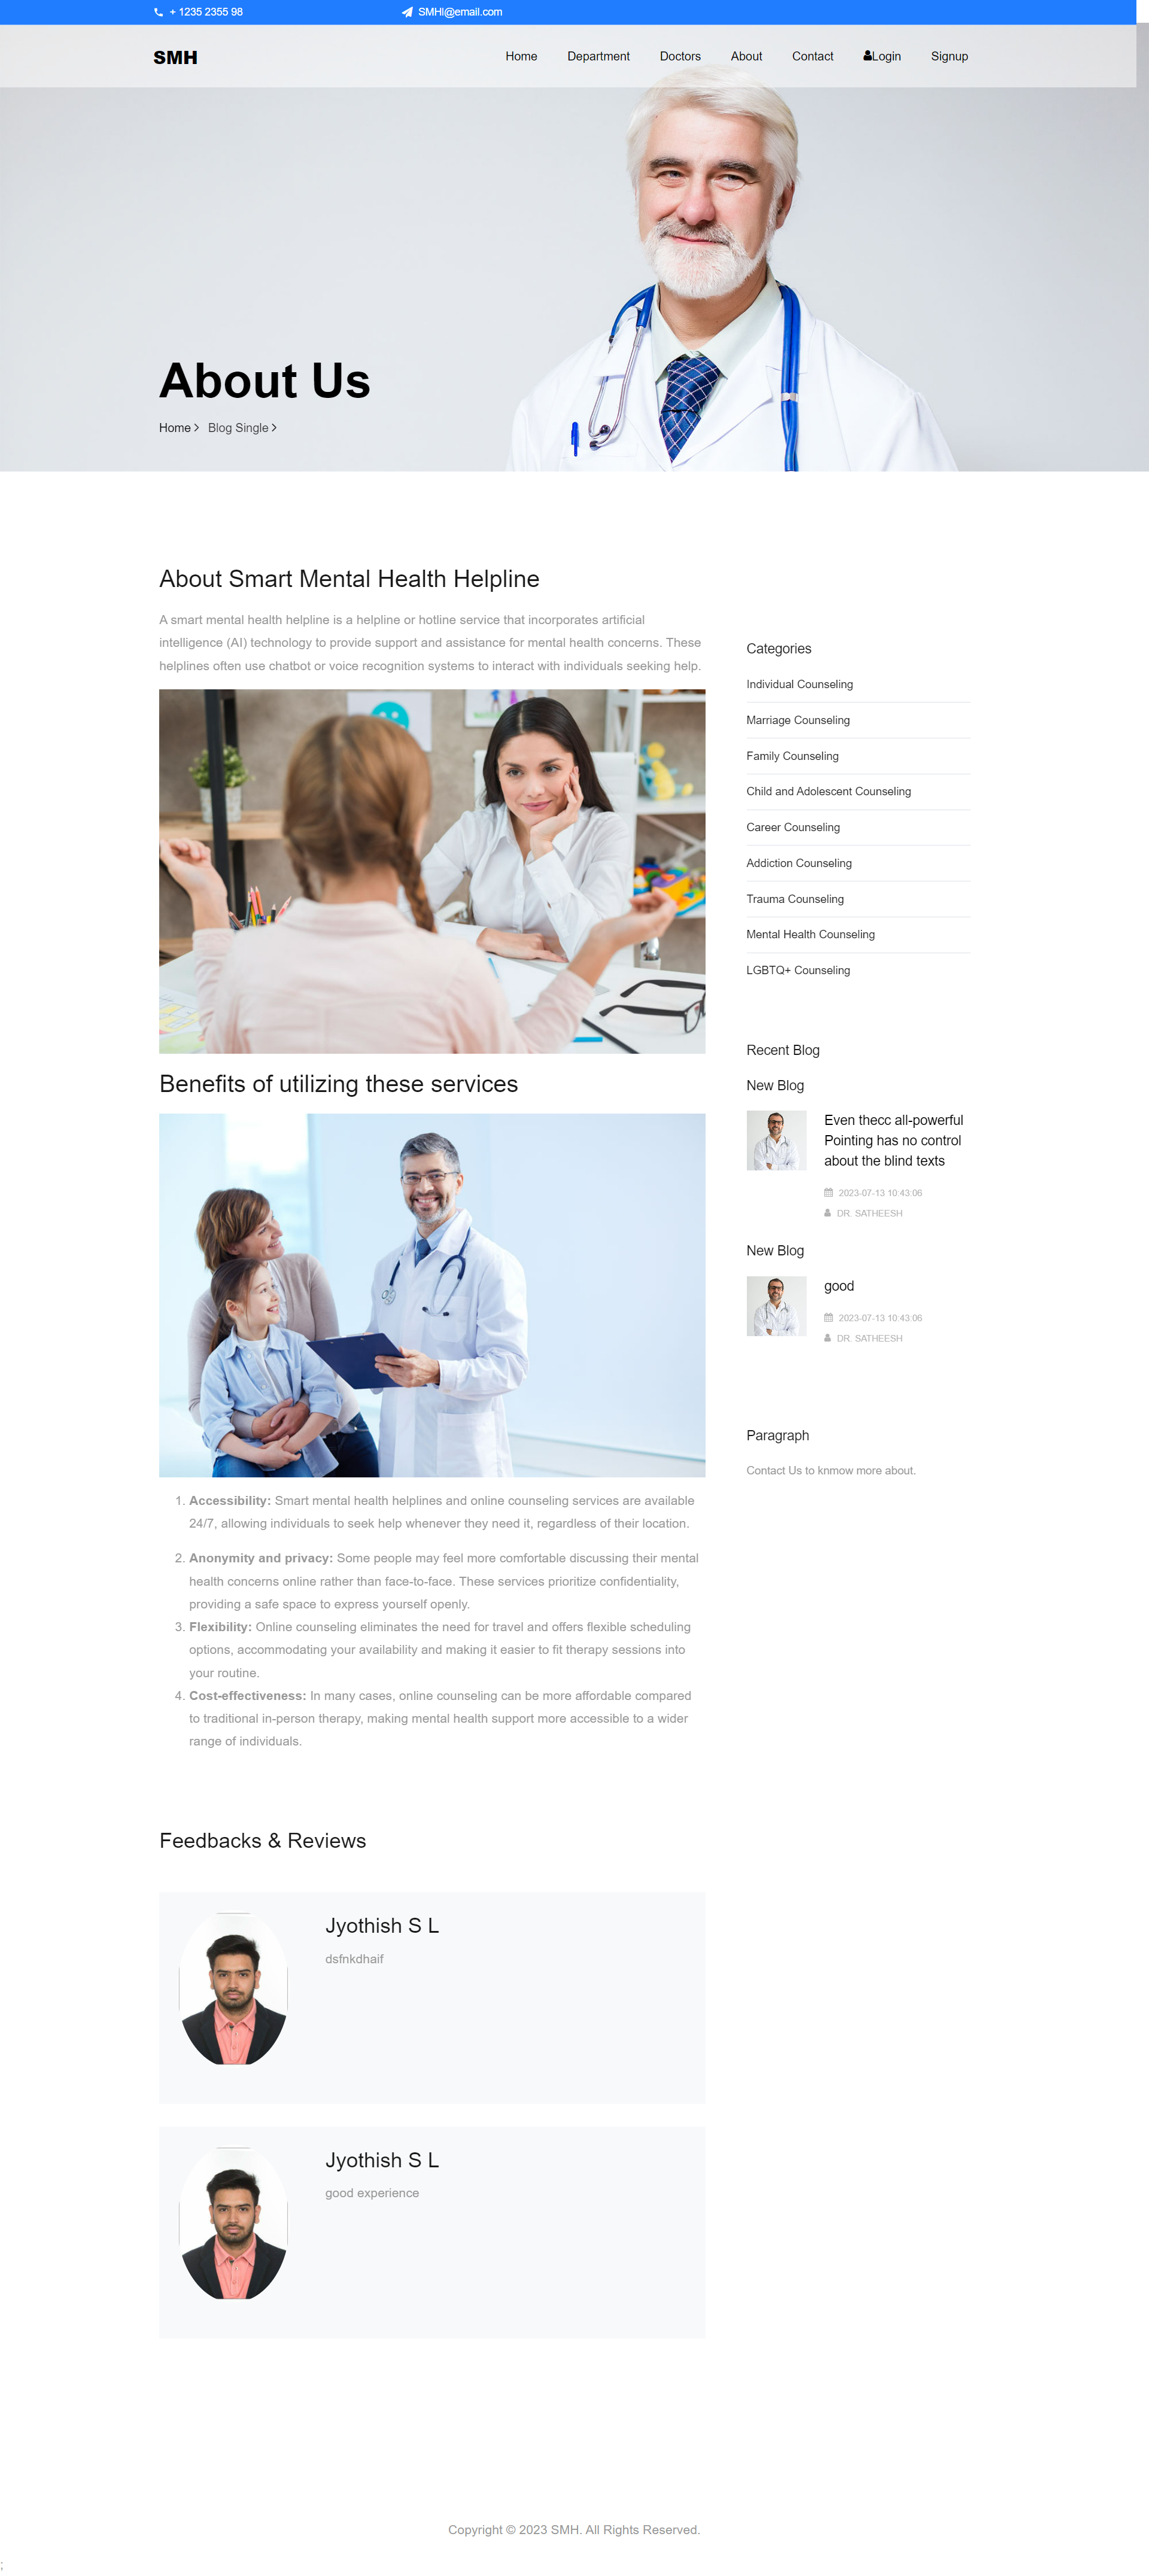 + 1235 2355 98
SMHl@email.com
SMH
Home Department Doctors About Contact Login Signup
About Us
Home Blog Single
About Smart Mental Health Helpline
A smart mental health helpline is a helpline or hotline service that incorporates artificial
intelligence (AI) technology to provide support and assistance for mental health concerns. These
helplines often use chatbot or voice recognition systems to interact with individuals seeking help.
Benefits of utilizing these services
1. Accessibility: Smart mental health helplines and online counseling services are available
24/7, allowing individuals to seek help whenever they need it, regardless of their location.
2. Anonymity and privacy: Some people may feel more comfortable discussing their mental
health concerns online rather than face-to-face. These services prioritize confidentiality,
providing a safe space to express yourself openly.
3. Flexibility: Online counseling eliminates the need for travel and offers flexible scheduling
options, accommodating your availability and making it easier to fit therapy sessions into
your routine.
4. Cost-effectiveness: In many cases, online counseling can be more affordable compared
to traditional in-person therapy, making mental health support more accessible to a wider
range of individuals.
Feedbacks & Reviews
Jyothish S L
dsfnkdhaif
Jyothish S L
good experience
Categories
Individual Counseling
Marriage Counseling
Family Counseling
Child and Adolescent Counseling
Career Counseling
Addiction Counseling
Trauma Counseling
Mental Health Counseling
LGBTQ+ Counseling
Recent Blog
New Blog
Even thecc all-powerful
Pointing has no control
about the blind texts
2023-07-13 10:43:06
DR. SATHEESH
New Blog
good
2023-07-13 10:43:06
DR. SATHEESH
Paragraph
Contact Us to knmow more about.
Copyright © 2023 SMH. All Rights Reserved.
;